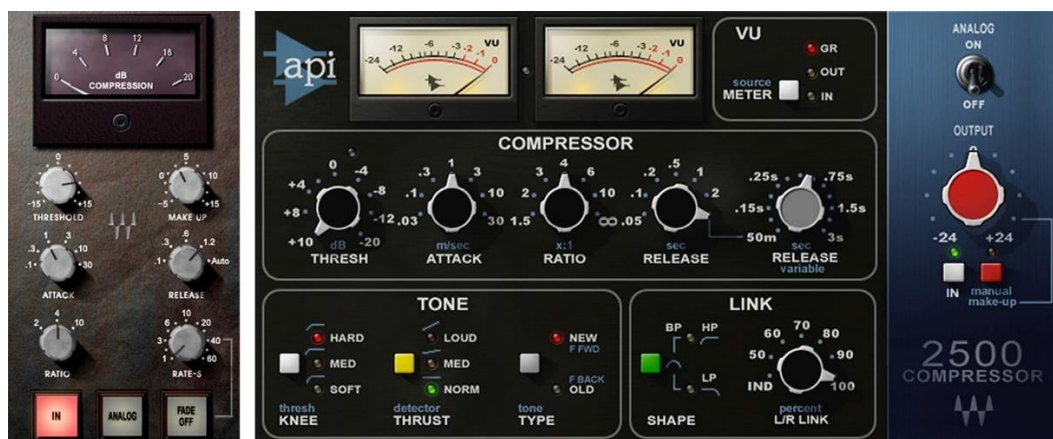 8 12
4 16
0 20
dB
COMPRESSION
0
-15 +15
THRESHOLD
5
0 10
-5 +15
MAKE UP
1 3
.3 10
.1 30
ATTACK
.6
.3 1.2
.1 Auto
RELEASE
4
2 10
RATIO
10
6 20
3 40
1 60
RATE-S
IN
ANALOG
FADE
OFF
api
-24 -12 -6 -3 -2 -1 0
VU
-24 -12 -6 -3 -2 -1 0
VU
VU
GR
OUT
IN
source
METER
COMPRESSOR
0
+4 -4
+8 -8
-12
+10 -20
dB
THRESH
1
.3 3
.1 10
.03 30
m/sec
ATTACK
4
3 6
2 10
1.5 ∞
x:1
RATIO
.5
.2 1
.1 2
.05
sec
RELEASE
.25s .75s
.15s 1.5s
50m 3s
sec
RELEASE
variable
TONE
HARD
MED
SOFT
thresh
KNEE
LOUD
MED
NORM
detector
THRUST
NEW
F FWD
F BACK
OLD
tone
TYPE
LINK
BP HP
LP
SHAPE
70
60 80
50 90
IND 100
percent
L/R LINK
ANALOG
ON
OFF
OUTPUT
0
-24 +24
IN
manual
make-up
2500
COMPRESSOR